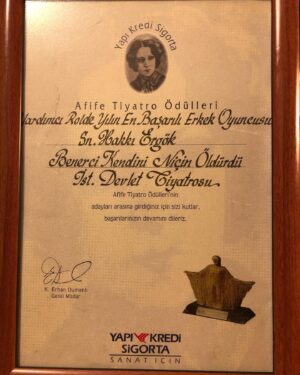 Yapı Kredi Sigorta
Afife Tiyatro Ödülleri
Yardımcı Rolde Yılın En Başarılı Erkek Oyuncusu
Sn. Hakkı Ergök
Benerci Kendini Niçin Öldürdü
İst. Devlet Tiyatrosu
Afife Tiyatro Ödülleri'nin
adayları arasına girdiğiniz için sizi kutlar,
başarılarınızın devamını dileriz.
R. Erhan Dumanlı
Genel Müdür
YAPI KREDİ
SİGORTA
SANAT İÇİN